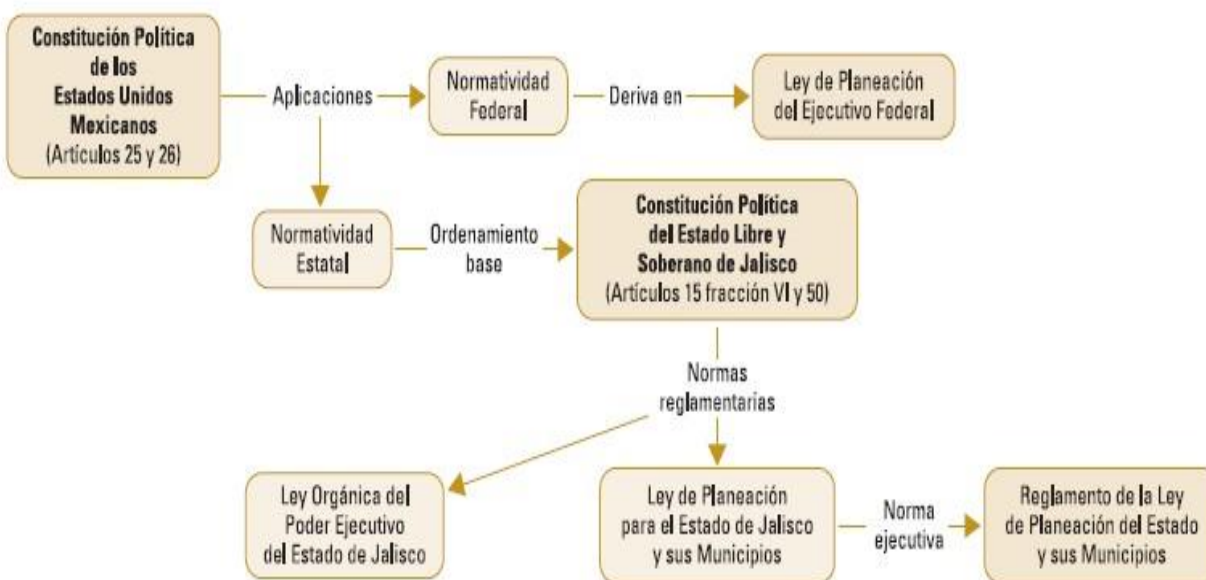 Constitución Política
de los
Estados Unidos
Mexicanos
(Artículos 25 y 26)
Aplicaciones
Normatividad
Federal
Deriva en
Ley de Planeación
del Ejecutivo Federal
Normatividad
Estatal
Ordenamiento
base
Constitución Política
del Estado Libre y
Soberano de Jalisco
(Artículos 15 fracción VI y 50)
Normas
reglamentarias
Ley Orgánica del
Poder Ejecutivo
del Estado de Jalisco
Ley de Planeación
para el Estado de Jalisco
y sus Municipios
Norma
ejecutiva
Reglamento de la Ley
de Planeación del Estado
y sus Municipios